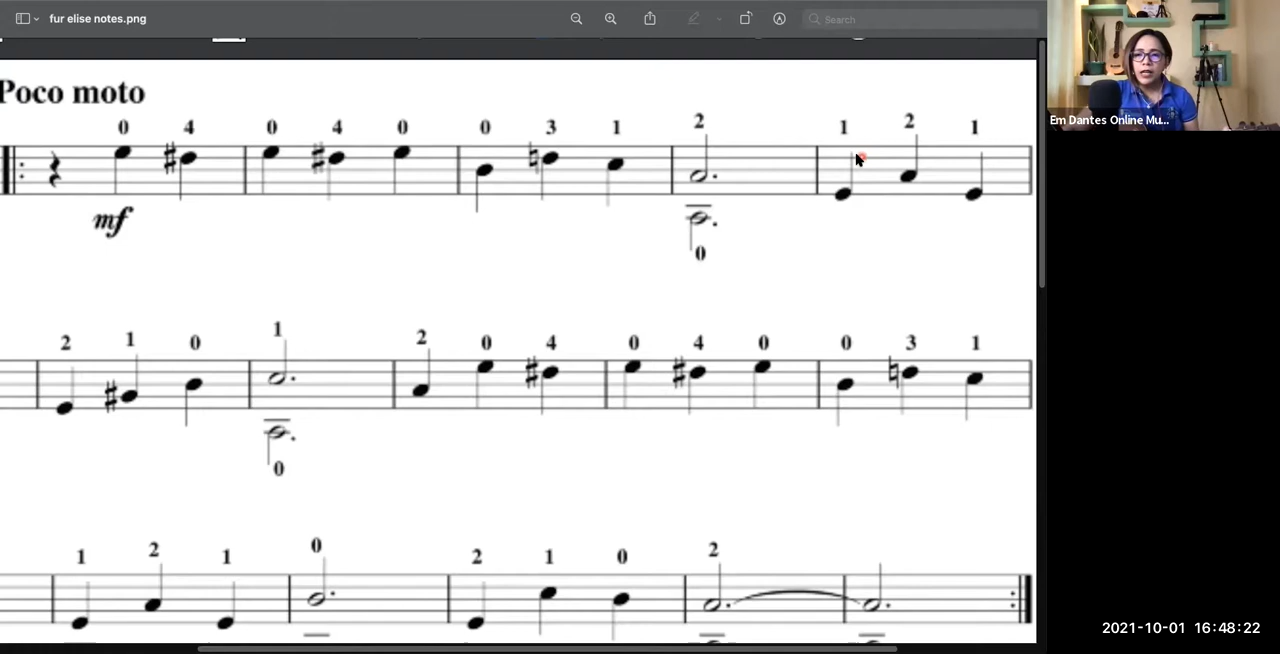 fur elise notes.png
Search
Poco moto
0 4 0 4 0 0 3 1 2 1 2 1
mf
0
Em Dantes Online Mu...
2 1 0 1 2 0 4 0 4 0 0 3 1
0
1 2 1 0 2 1 0 2
2021-10-01 16:48:22